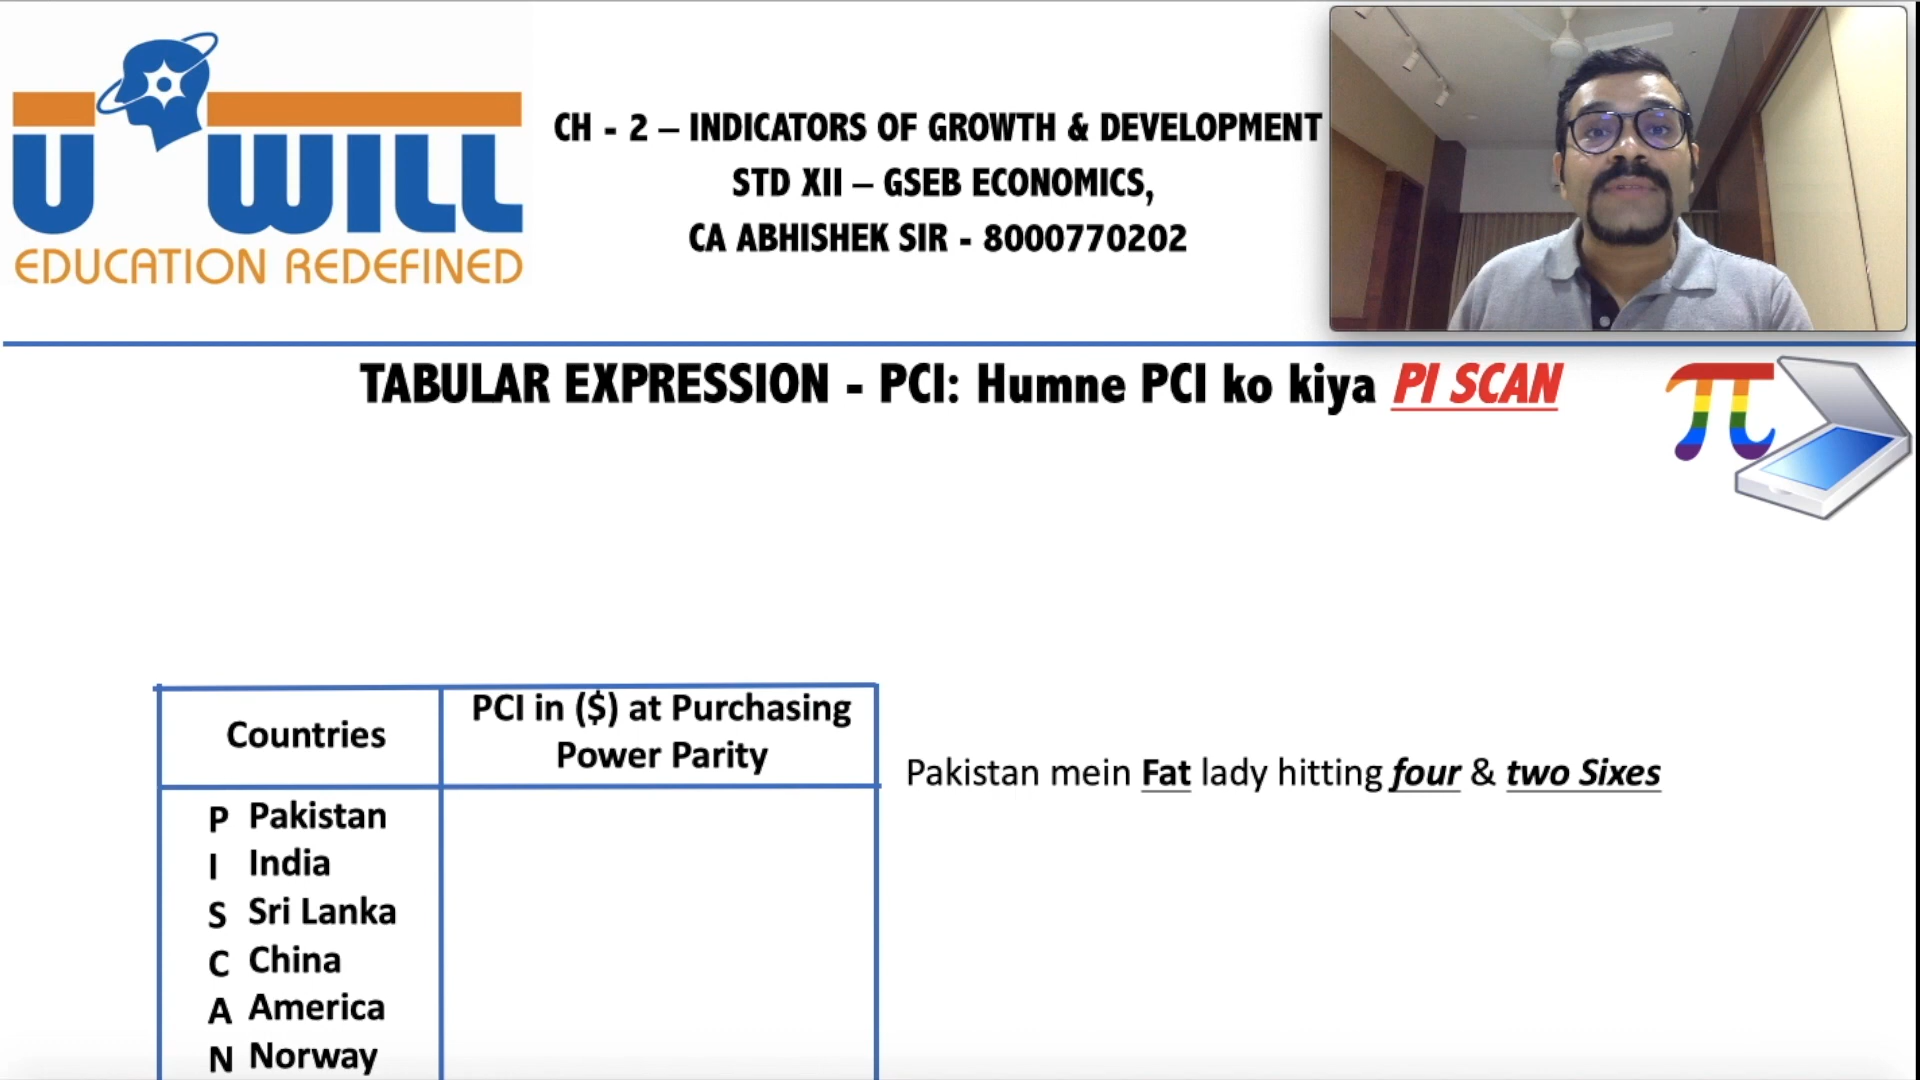 U WILL
EDUCATION REDEFINED
CH - 2 – INDICATORS OF GROWTH & DEVELOPMENT
STD XII – GSEB ECONOMICS,
CA ABHISHEK SIR - 8000770202
TABULAR EXPRESSION - PCI: Humne PCI ko kiya PI SCAN
π
Countries
PCI in ($) at Purchasing
Power Parity
Pakistan mein Fat lady hitting four & two Sixes
P Pakistan
I India
S Sri Lanka
C China
A America
N Norway